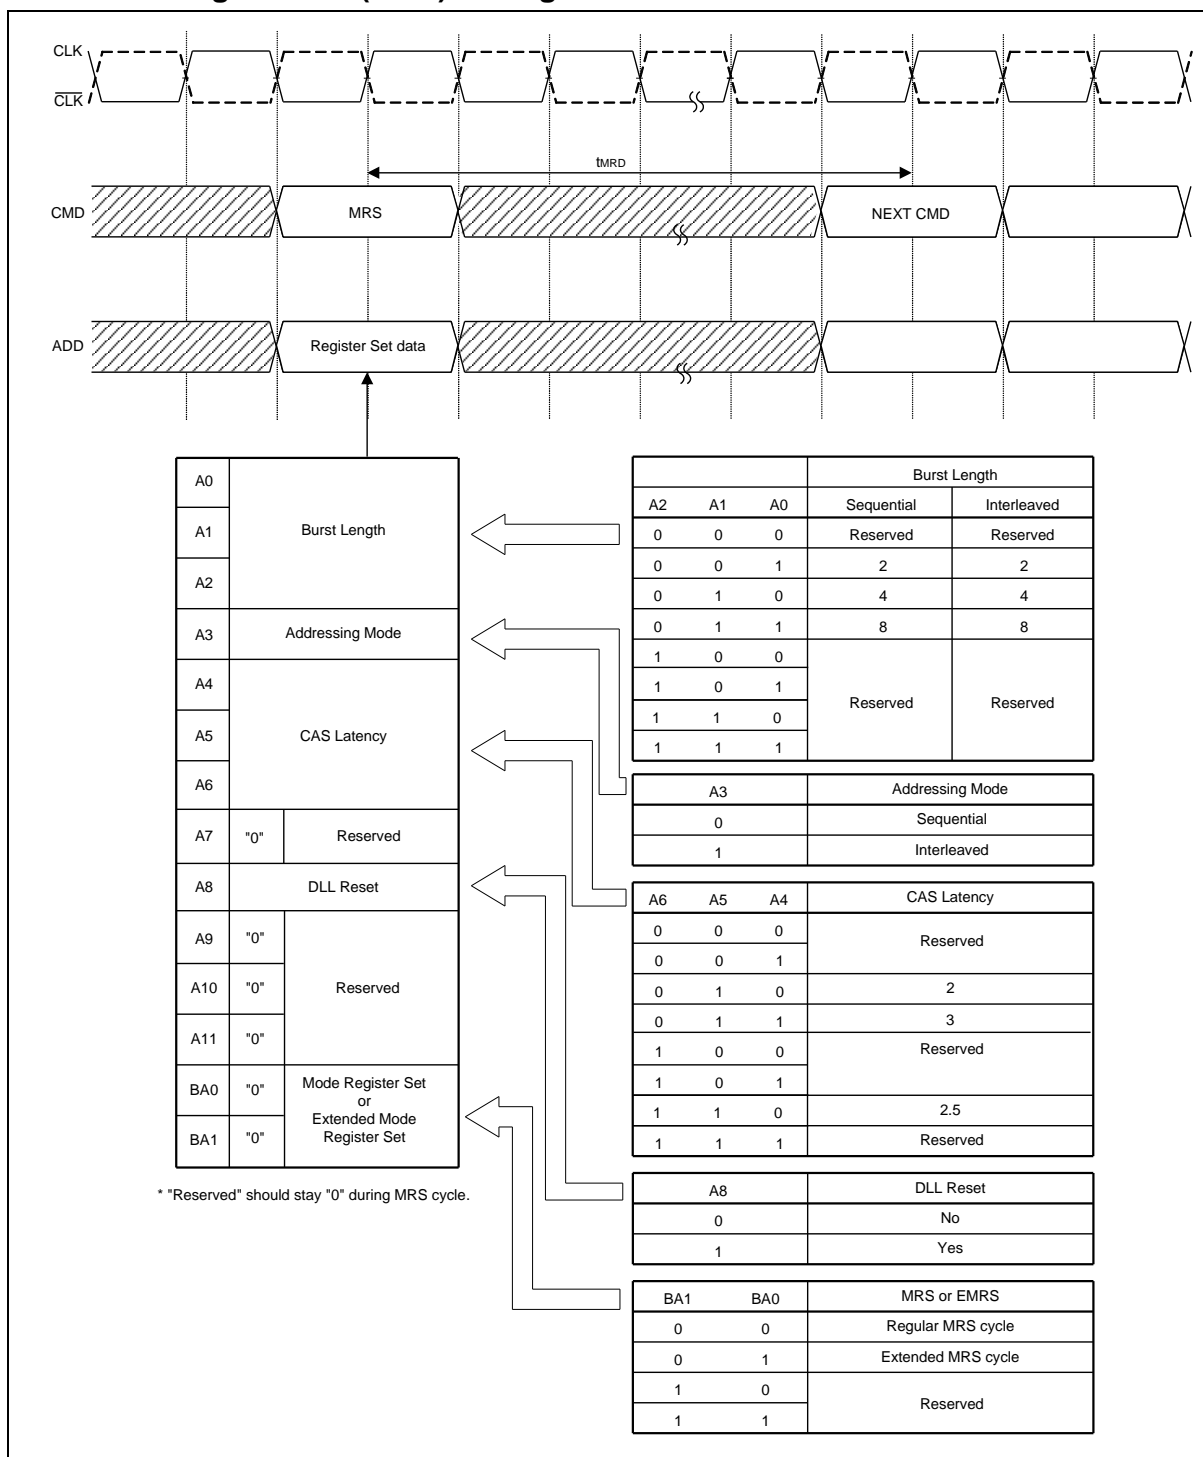 CLK
CLK
tMRD
CMD MRS NEXT CMD
ADD Register Set data
A0
A1 Burst Length
A2
A3 Addressing Mode
A4
A5 CAS Latency
A6
A7 "0" Reserved
A8 DLL Reset
A9 "0"
A10 "0" Reserved
A11 "0"
BA0 "0" Mode Register Set
or
Extended Mode
BA1 "0" Register Set
* "Reserved" should stay "0" during MRS cycle.
Burst Length
A2 A1 A0 Sequential Interleaved
0 0 0 Reserved Reserved
0 0 1 2 2
0 1 0 4 4
0 1 1 8 8
1 0 0
1 0 1
Reserved Reserved
1 1 0
1 1 1
A3 Addressing Mode
0 Sequential
1 Interleaved
A6 A5 A4 CAS Latency
0 0 0
Reserved
0 0 1
0 1 0 2
0 1 1 3
1 0 0 Reserved
1 0 1
1 1 0 2.5
1 1 1 Reserved
A8 DLL Reset
0 No
1 Yes
BA1 BA0 MRS or EMRS
0 0 Regular MRS cycle
0 1 Extended MRS cycle
1 0
Reserved
1 1